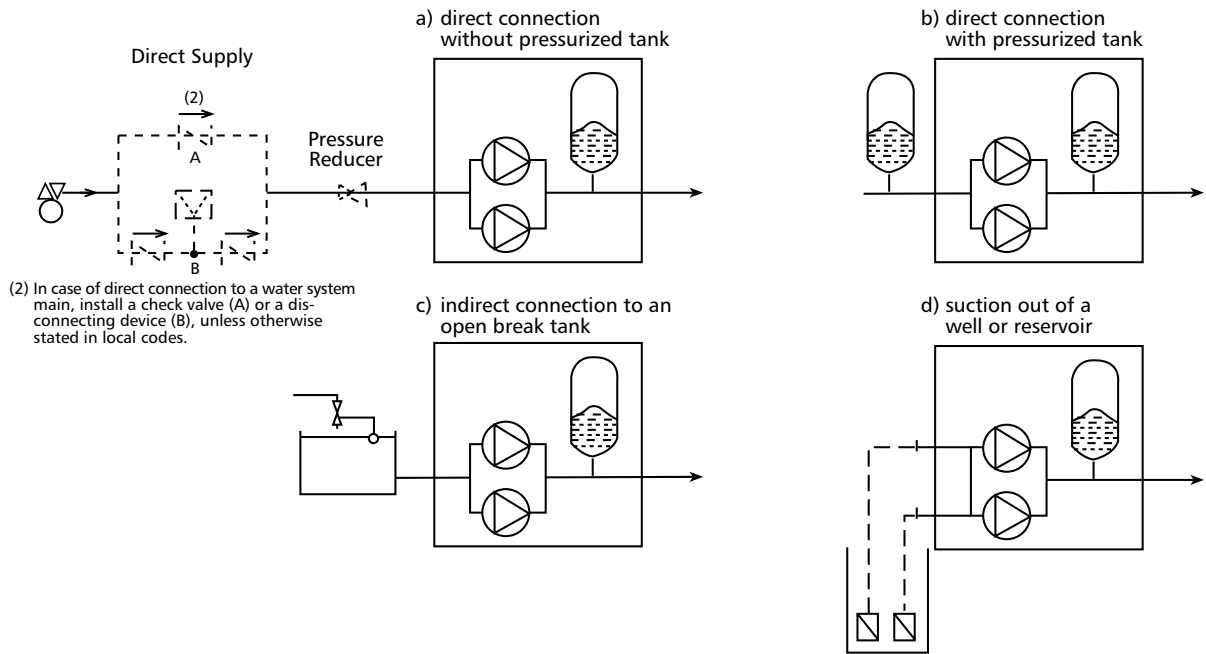 Direct Supply
(2)
A
B
Pressure
Reducer
(2) In case of direct connection to a water system
main, install a check valve (A) or a dis-
connecting device (B), unless otherwise
stated in local codes.
a) direct connection
without pressurized tank
b) direct connection
with pressurized tank
c) indirect connection to an
open break tank
d) suction out of a
well or reservoir